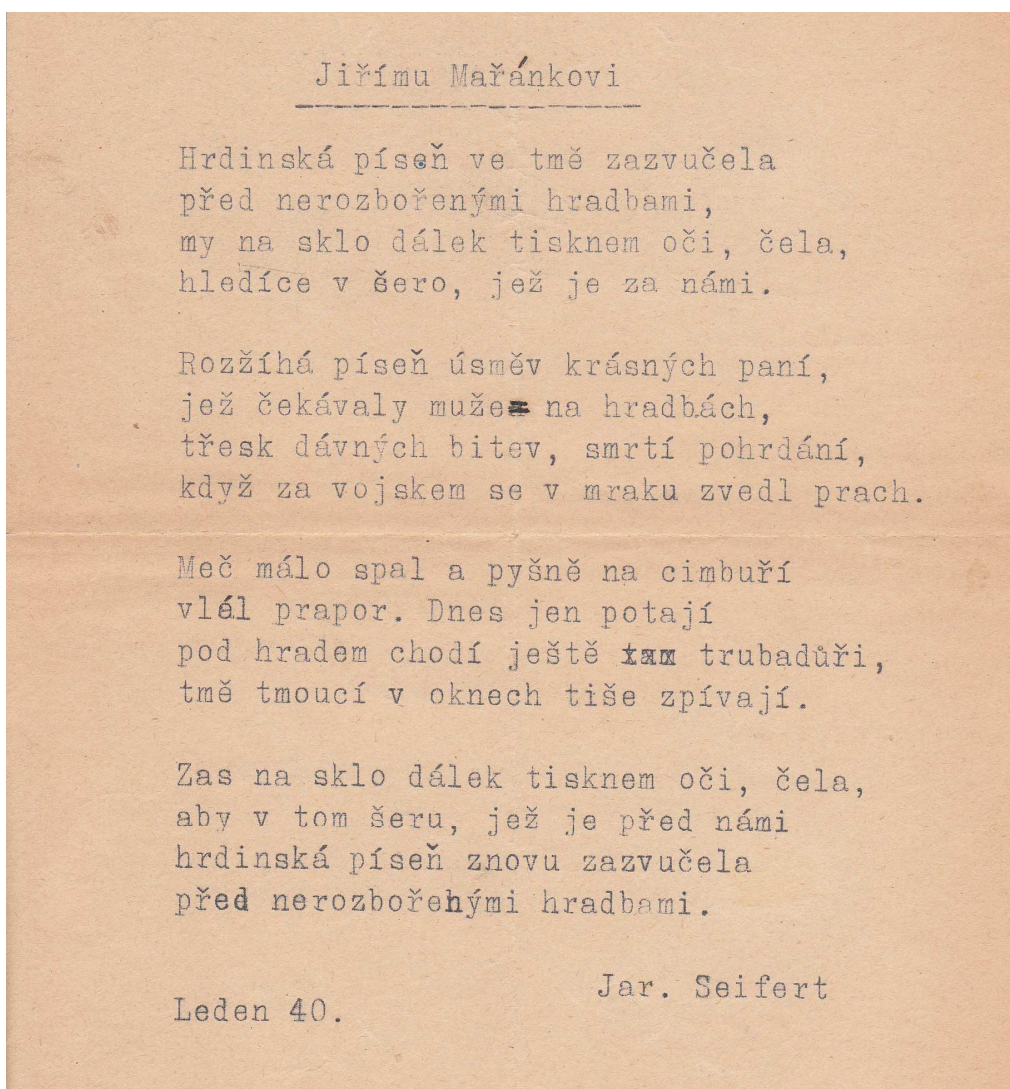 Jiřímu Mařánkovi
Hrdinská píseň ve tmě zazvučela
před nerozbořenými hradbami,
my na sklo dálek tisknem oči, čela,
hledíce v šero, jež je za námi.
Rozžíhá píseň úsměv krásných paní,
jež čekávaly muže na hradbách,
třesk dávných bitev, smrtí pohrdání,
když za vojskem se v mraku zvedl prach.
Meč málo spal a pyšně na cimbuří
vlál prapor. Dnes jen potají
pod hradem chodí ještě trubadůři,
tmě tmoucí v oknech tiše zpívají.
Zas na sklo dálek tisknem oči, čela,
aby v tom šeru, jež je před námi
hrdinská píseň znovu zazvučela
před nerozbořehými hradbami.
Jar. Seifert
Leden 40.